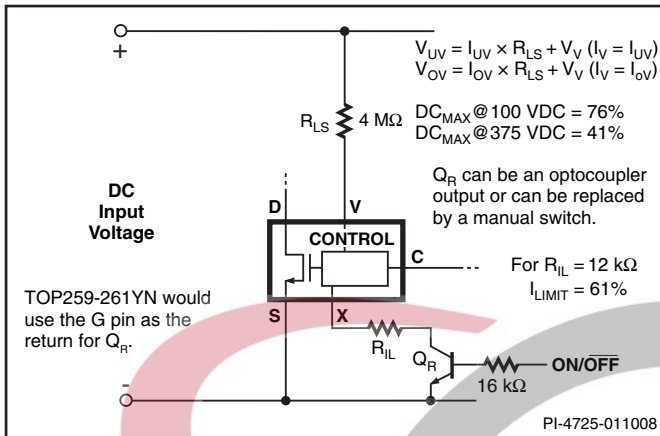 +
V_UV = I_UV × R_LS + V_V (I_V = I_UV)
V_OV = I_OV × R_LS + V_V (I_V = I_oV)
R_LS
4 MΩ
DC_MAX@100 VDC = 76%
DC_MAX@375 VDC = 41%
Q_R can be an optocoupler
output or can be replaced
by a manual switch.
DC
Input
Voltage
D
V
CONTROL
C
For R_IL = 12 kΩ
I_LIMIT = 61%
TOP259-261YN would
use the G pin as the
return for Q_R.
S
X
R_IL
Q_R
ON/OFF
16 kΩ
-
PI-4725-011008